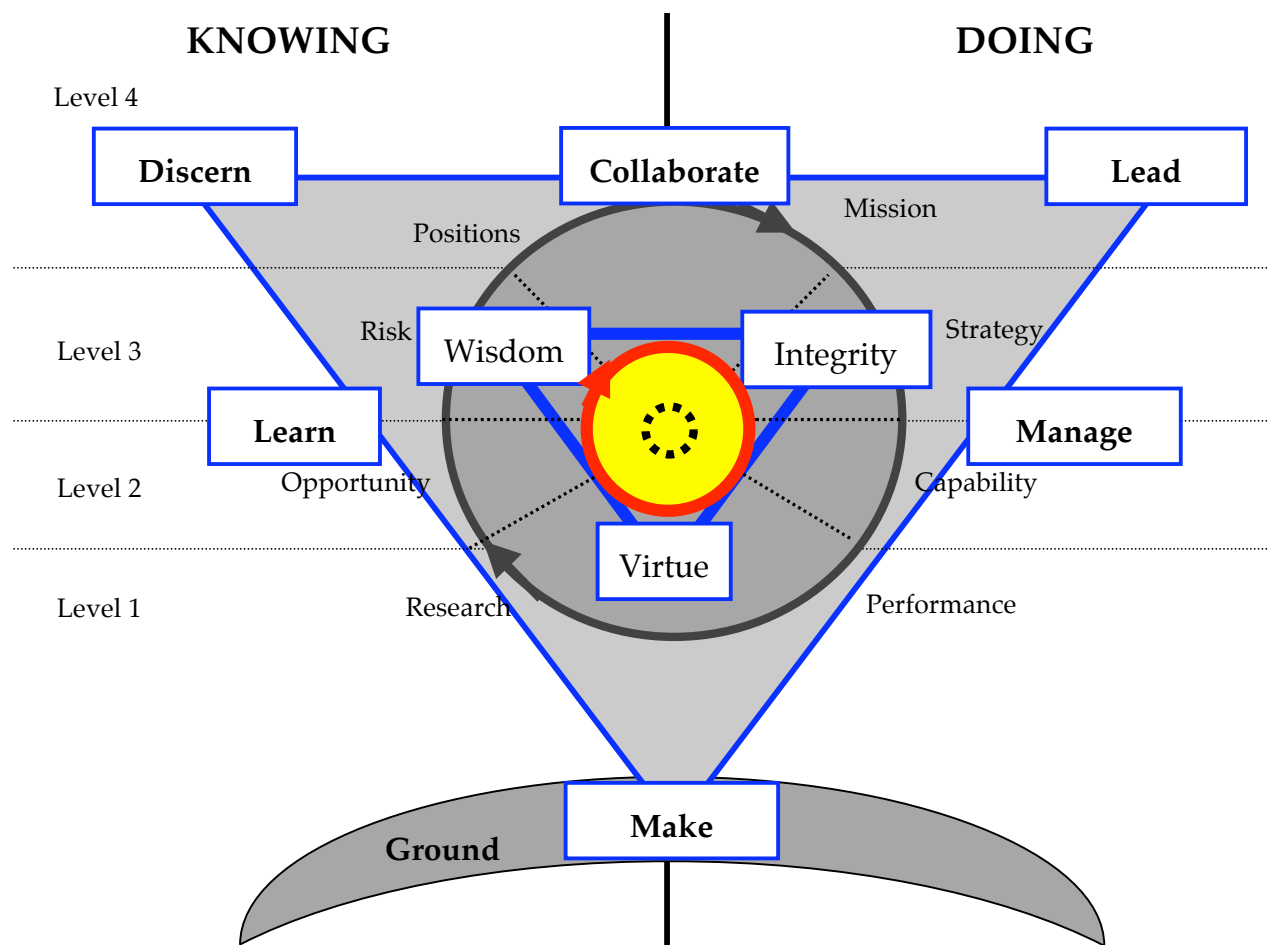 KNOWING
DOING
Level 4
Discern
Collaborate
Lead
Mission
Positions
Risk
Wisdom
Integrity
Strategy
Level 3
Learn
Manage
Opportunity
Capability
Level 2
Virtue
Level 1
Research
Performance
Make
Ground